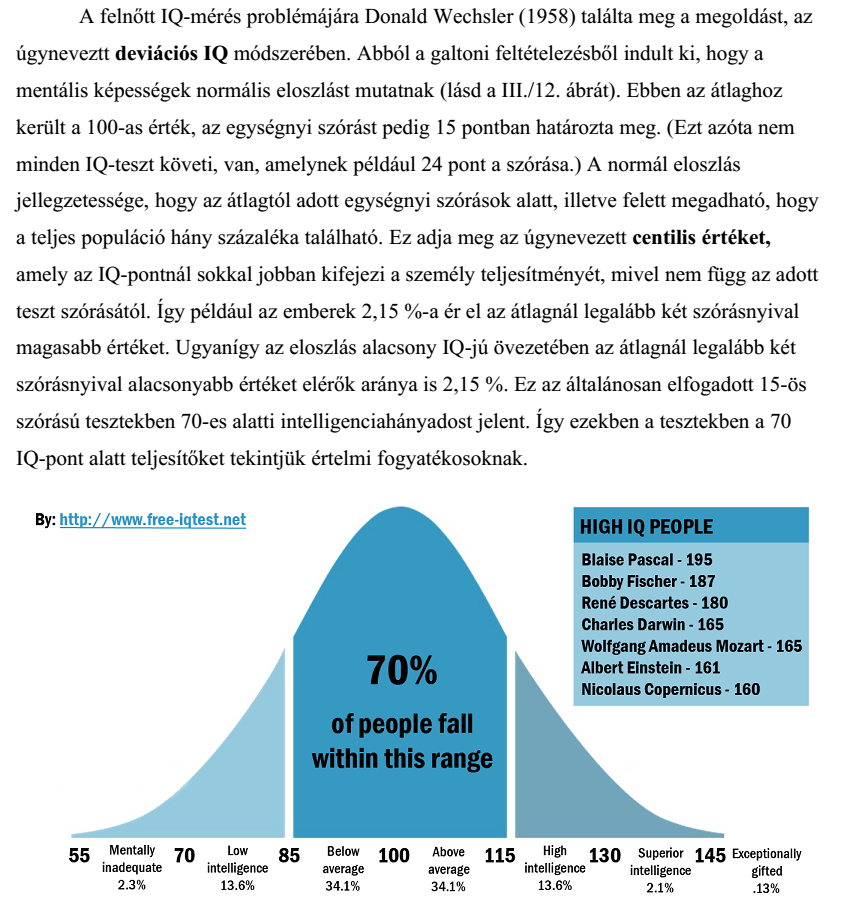 A felnőtt IQ-mérés problémájára Donald Wechsler (1958) találta meg a megoldást, az
úgyneveztt deviációs IQ módszerében. Abból a galtoni feltételezésből indult ki, hogy a
mentális képességek normális eloszlást mutatnak (lásd a III./12. ábrát). Ebben az átlaghoz
került a 100-as érték, az egységnyi szórást pedig 15 pontban határozta meg. (Ezt azóta nem
minden IQ-teszt követi, van, amelynek például 24 pont a szórása.) A normál eloszlás
jellegzetessége, hogy az átlagtól adott egységnyi szórások alatt, illetve felett megadható, hogy
a teljes populáció hány százaléka található. Ez adja meg az úgynevezett centilis értéket,
amely az IQ-pontnál sokkal jobban kifejezi a személy teljesítményét, mivel nem függ az adott
teszt szórásától. Így például az emberek 2,15 %-a ér el az átlagnál legalább két szórásnyival
magasabb értéket. Ugyanígy az eloszlás alacsony IQ-jú övezetében az átlagnál legalább két
szórásnyival alacsonyabb értéket elérők aránya is 2,15 %. Ez az általánosan elfogadott 15-ös
szórású tesztekben 70-es alatti intelligenciahányadost jelent. Így ezekben a tesztekben a 70
IQ-pont alatt teljesítőket tekintjük értelmi fogyatékosoknak.
By: http://www.free-iqtest.net
HIGH IQ PEOPLE
Blaise Pascal - 195
Bobby Fischer - 187
René Descartes - 180
Charles Darwin - 165
Wolfgang Amadeus Mozart - 165
Albert Einstein - 161
Nicolaus Copernicus - 160
70%
of people fall
within this range
55 Mentally inadequate 2.3% 70 Low intelligence 13.6% 85 Below average 34.1% 100 Above average 34.1% 115 High intelligence 13.6% 130 Superior intelligence 2.1% 145 Exceptionally gifted .13%